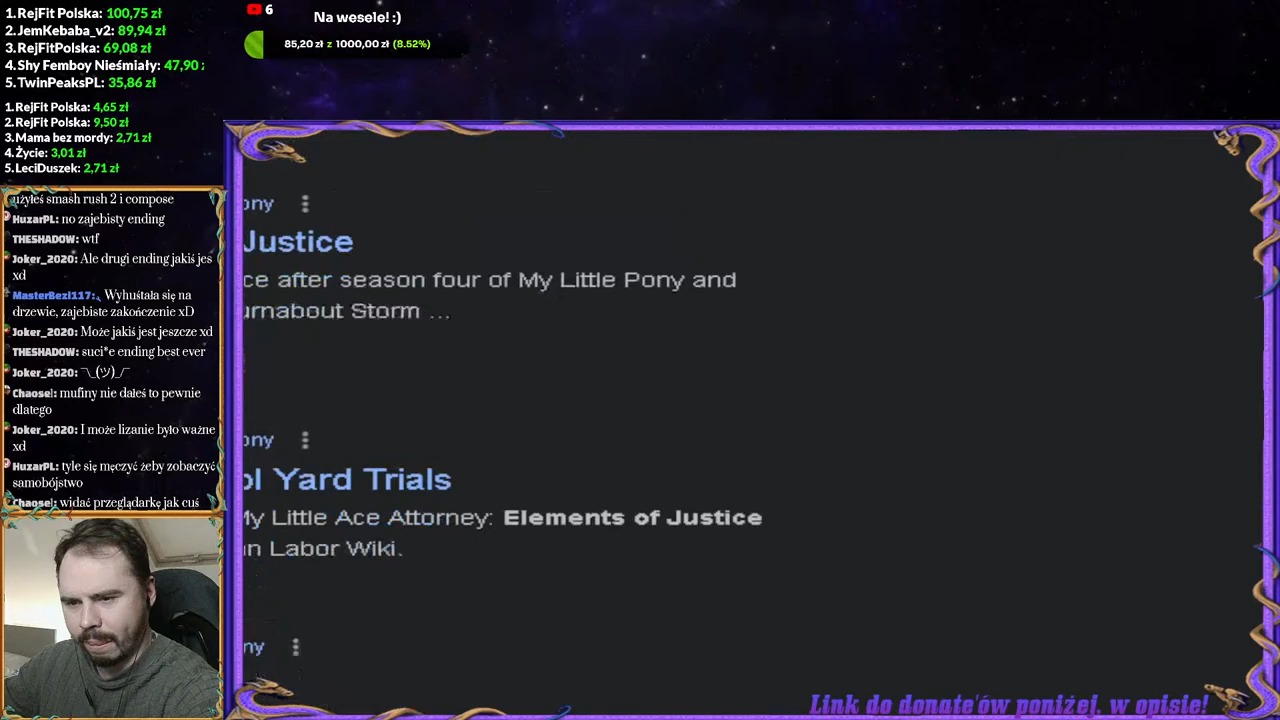 1.RejFit Polska: 100,75 zł
2.JemKebaba_v2: 89,94 zł
3.RejFitPolska: 69,08 zł
4.Shy Femboy Nieśmiały: 47,90 z
5.TwinPeaksPL: 35,86 zł
1.RejFit Polska: 4,65 zł
2.RejFit Polska: 9,50 zł
3.Mama bez mordy: 2,71 zł
4.Życie: 3,01 zł
5.LeciDuszek: 2,71 zł
6
Na wesele! :)
85,20 zł z 1000,00 zł (8.52%)
użyłeś smash rush 2 i compose
HuzarPL: no zajebisty ending
THESHADOW: wtf
Joker_2020: Ale drugi ending jakiś jes
xd
MasterBezi117: Wyhuśtała się na
drzewie, zajebiste zakończenie xD
Joker_2020: Może jakiś jest jeszcze xd
THESHADOW: suci*e ending best ever
Joker_2020: ¯\_(ツ)_/¯
Chaose: mufiny nie dałeś to pewnie
dlatego
Joker_2020: I może lizanie było ważne
xd
HuzarPL: tyle się męczyć żeby zobaczyć
samobójstwo
Chaose: widać przeglądarkę jak cuś
ony
Justice
ce after season four of My Little Pony and
urnabout Storm ...
ony
ol Yard Trials
My Little Ace Attorney: Elements of Justice
an Labor Wiki.
ny
Link do donate'ów poniżej, w opisie!